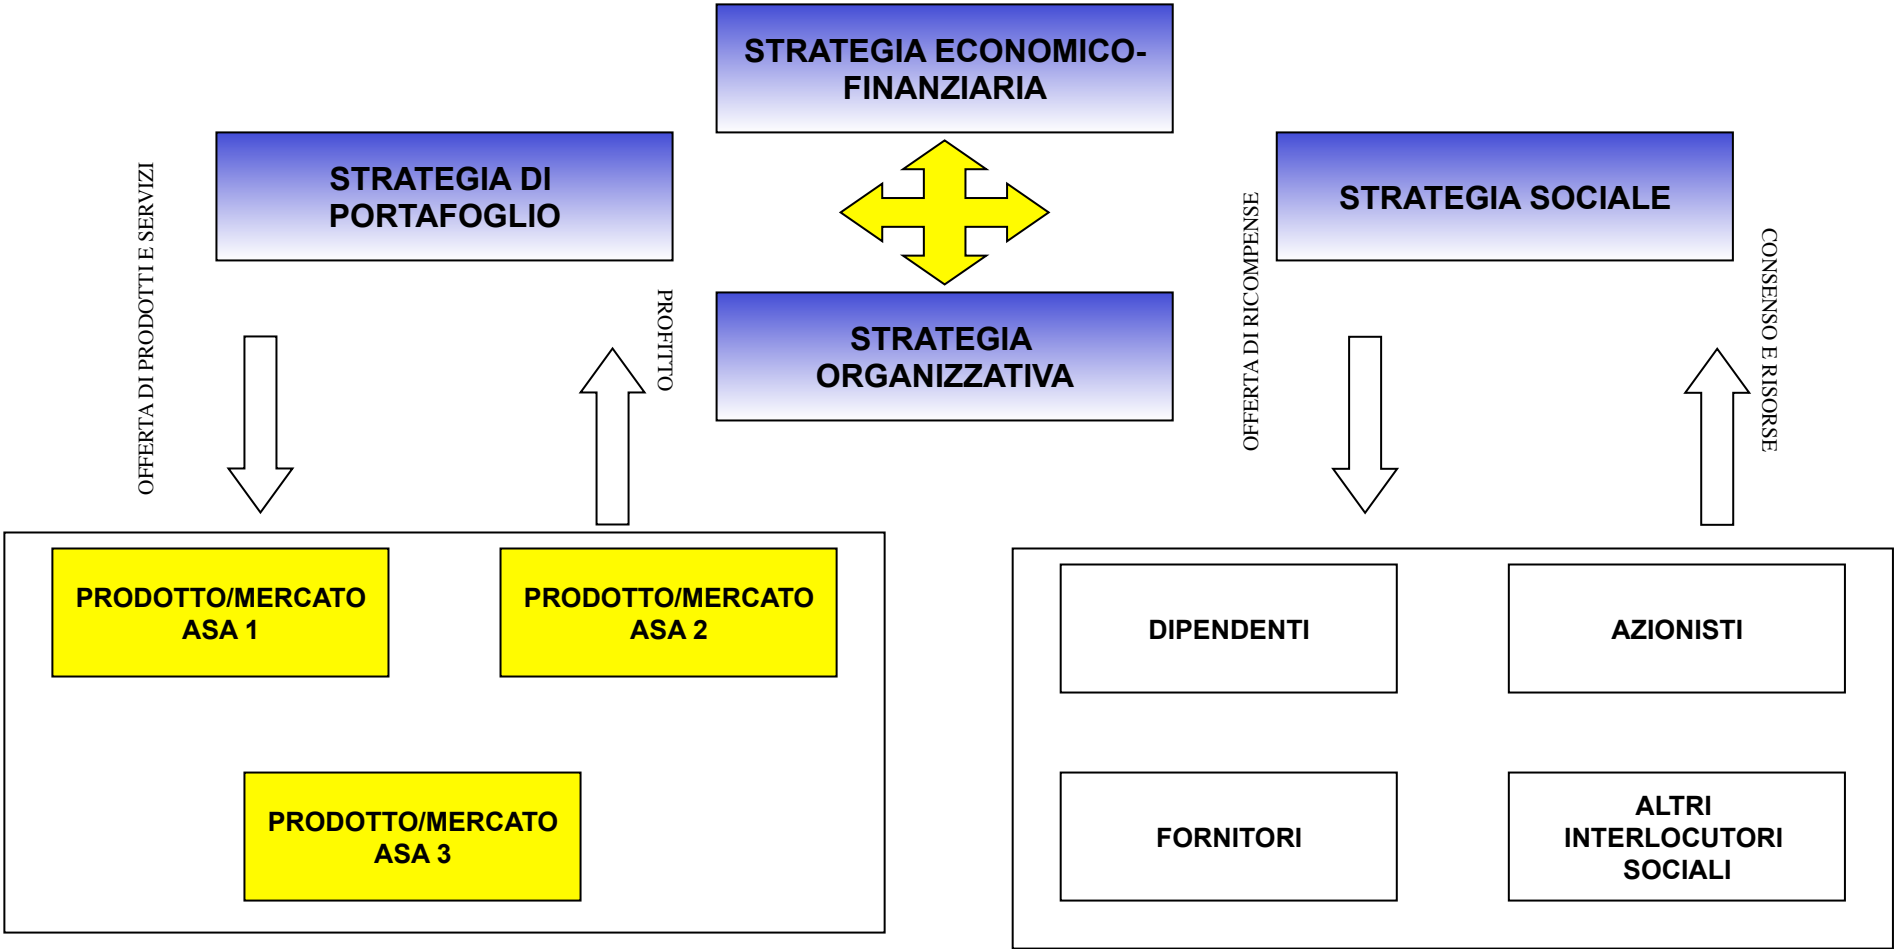 STRATEGIA ECONOMICO-
FINANZIARIA
STRATEGIA DI
PORTAFOGLIO
STRATEGIA SOCIALE
STRATEGIA
ORGANIZZATIVA
OFFERTA DI PRODOTTI E SERVIZI
PROFITTO
OFFERTA DI RICOMPENSE
CONSENSO E RISORSE
PRODOTTO/MERCATO
ASA 1
PRODOTTO/MERCATO
ASA 2
PRODOTTO/MERCATO
ASA 3
DIPENDENTI
AZIONISTI
FORNITORI
ALTRI
INTERLOCUTORI
SOCIALI